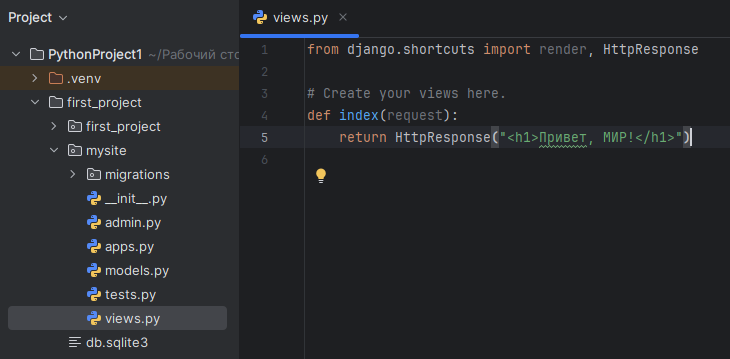 Project
views.py
PythonProject1 ~/Рабочий сто
.venv
first_project
first_project
mysite
migrations
__init__.py
admin.py
apps.py
models.py
tests.py
views.py
db.sqlite3
1 from django.shortcuts import render, HttpResponse
2
3 # Create your views here.
4 def index(request):
5 return HttpResponse("<h1>Привет, МИР!</h1>")
6